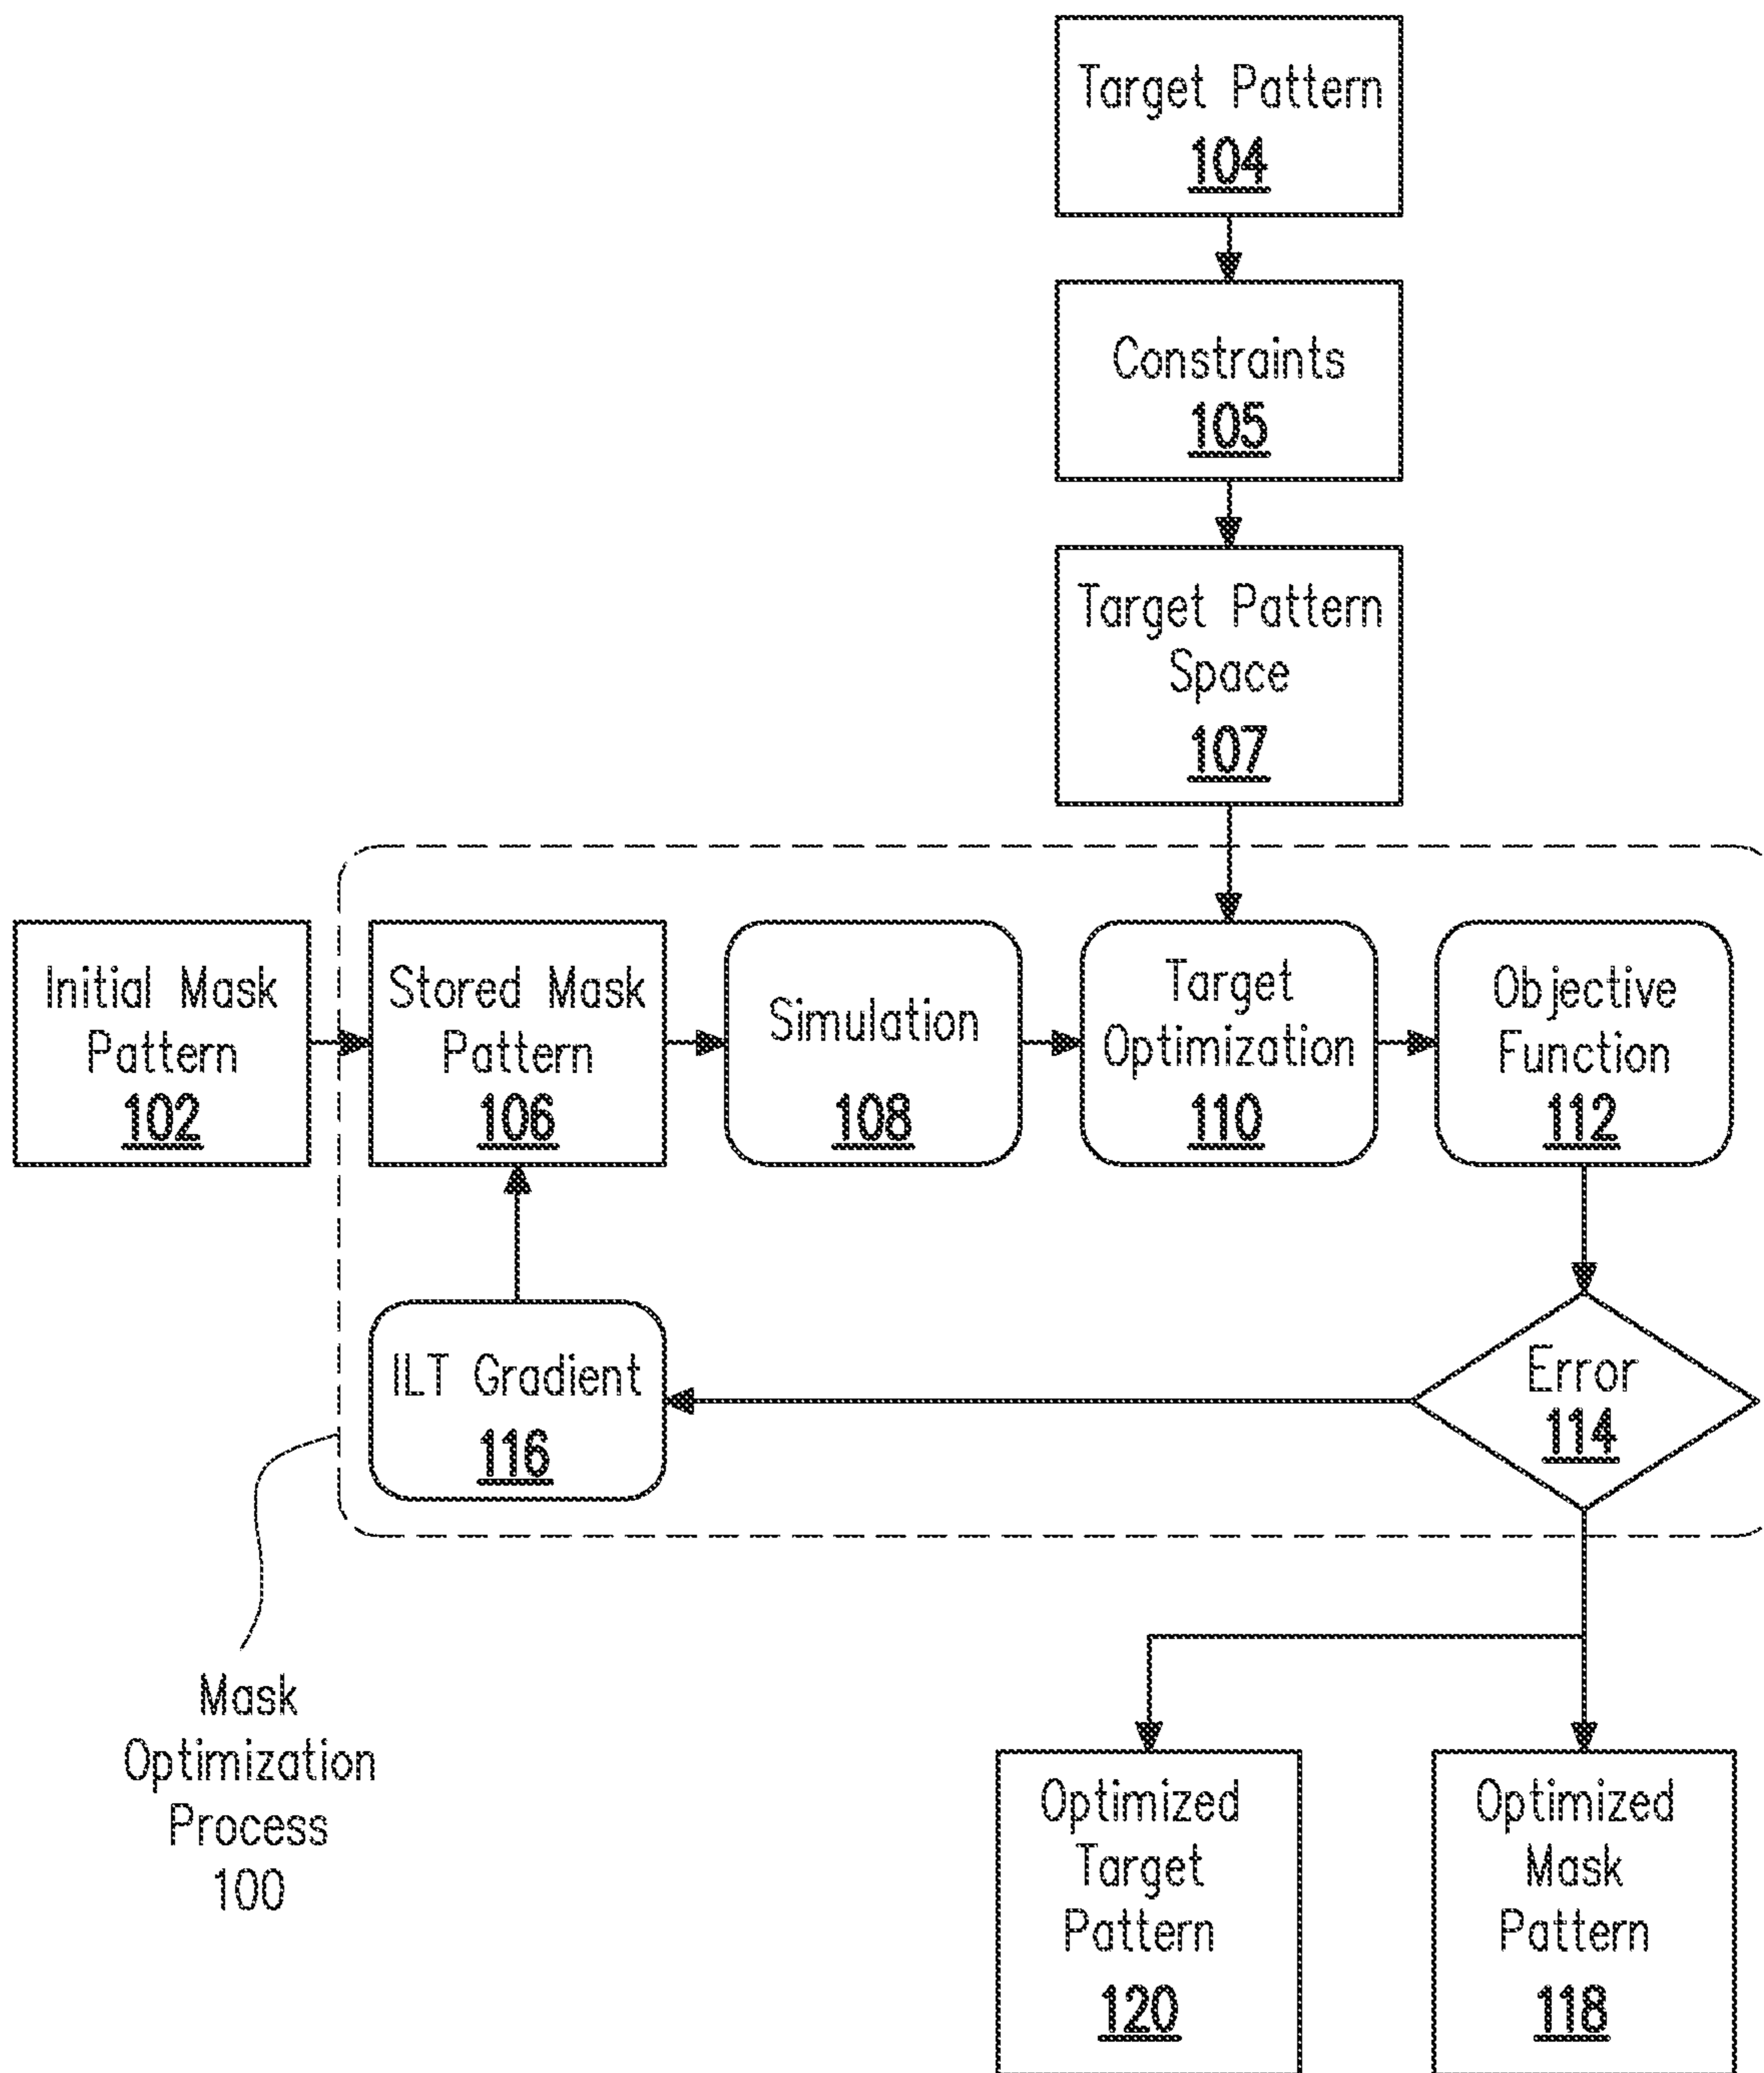 Target Pattern
104
Constraints
105
Target Pattern
Space
107
Initial Mask
Pattern
102
Stored Mask
Pattern
106
Simulation
108
Target
Optimization
110
Objective
Function
112
ILT Gradient
116
Error
114
Mask
Optimization
Process
100
Optimized
Target
Pattern
120
Optimized
Mask
Pattern
118